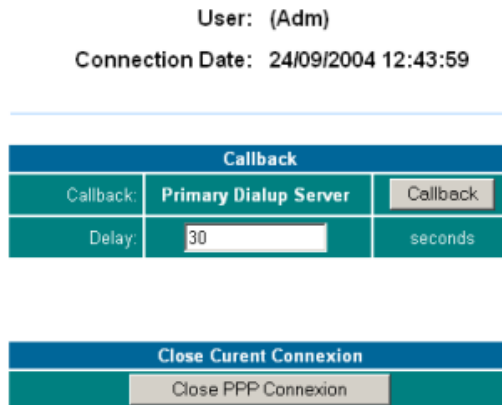 User: (Adm)
Connection Date: 24/09/2004 12:43:59
Callback
Callback: Primary Dialup Server Callback
Delay: 30 seconds
Close Curent Connexion
Close PPP Connexion